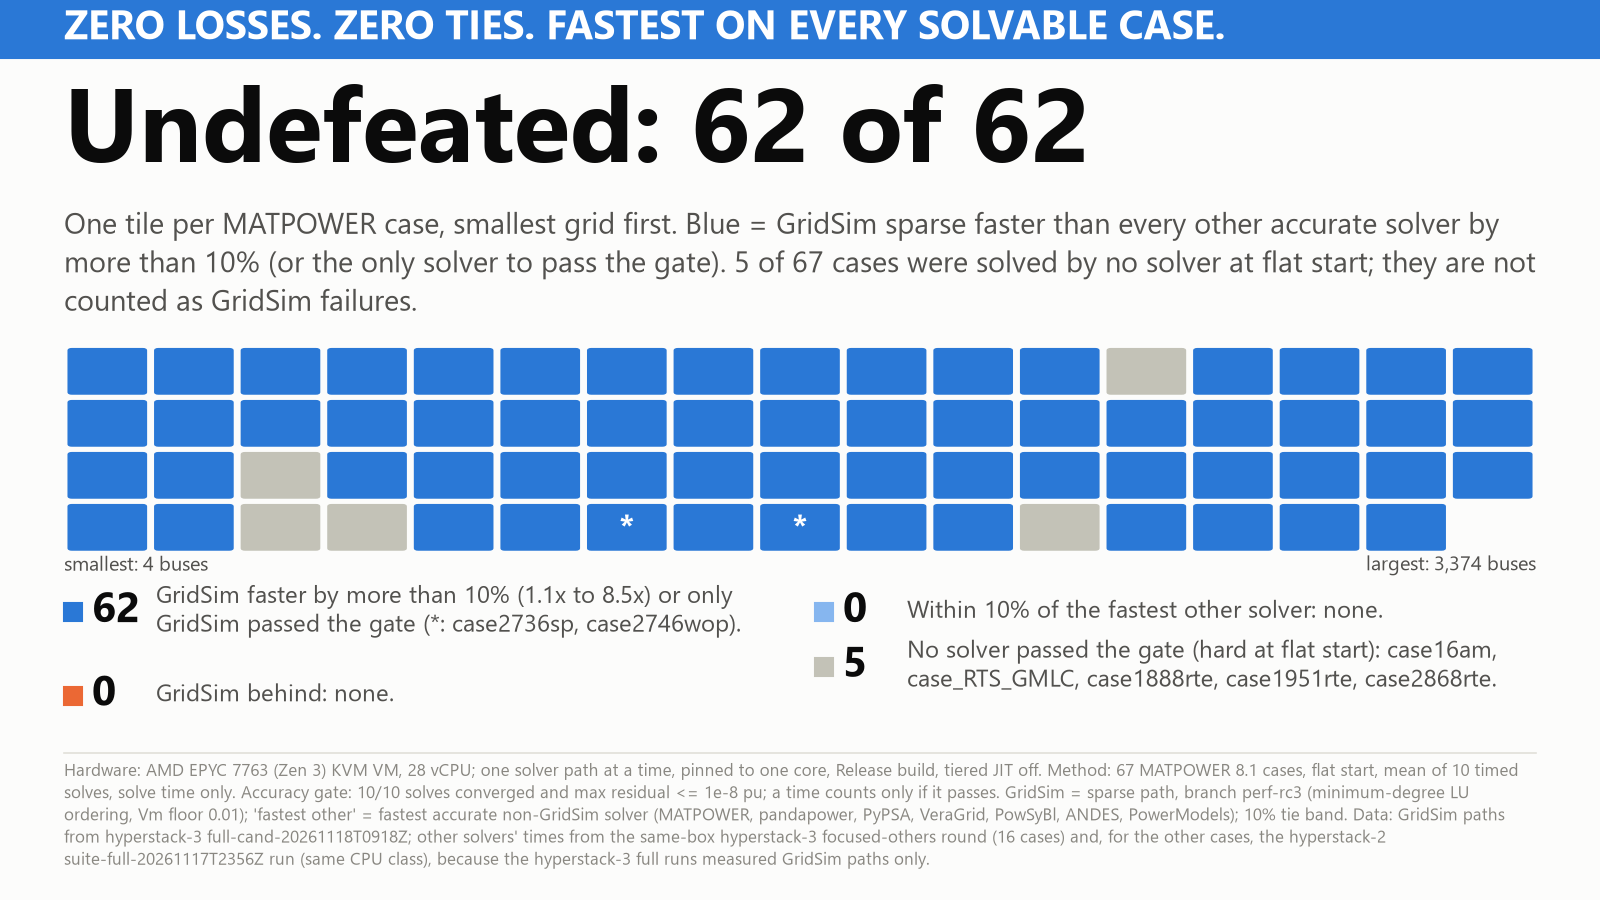 ZERO LOSSES. ZERO TIES. FASTEST ON EVERY SOLVABLE CASE.
Undefeated: 62 of 62
One tile per MATPOWER case, smallest grid first. Blue = GridSim sparse faster than every other accurate solver by
more than 10% (or the only solver to pass the gate). 5 of 67 cases were solved by no solver at flat start; they are not
counted as GridSim failures.
* *
smallest: 4 buses
largest: 3,374 buses
62 GridSim faster by more than 10% (1.1x to 8.5x) or only
GridSim passed the gate (*: case2736sp, case2746wop).
0 GridSim behind: none.
0 Within 10% of the fastest other solver: none.
5 No solver passed the gate (hard at flat start): case16am,
case_RTS_GMLC, case1888rte, case1951rte, case2868rte.
Hardware: AMD EPYC 7763 (Zen 3) KVM VM, 28 vCPU; one solver path at a time, pinned to one core, Release build, tiered JIT off. Method: 67 MATPOWER 8.1 cases, flat start, mean of 10 timed
solves, solve time only. Accuracy gate: 10/10 solves converged and max residual <= 1e-8 pu; a time counts only if it passes. GridSim = sparse path, branch perf-rc3 (minimum-degree LU
ordering, Vm floor 0.01); 'fastest other' = fastest accurate non-GridSim solver (MATPOWER, pandapower, PyPSA, VeraGrid, PowSyBl, ANDES, PowerModels); 10% tie band. Data: GridSim paths
from hyperstack-3 full-cand-20261118T0918Z; other solvers' times from the same-box hyperstack-3 focused-others round (16 cases) and, for the other cases, the hyperstack-2
suite-full-20261117T2356Z run (same CPU class), because the hyperstack-3 full runs measured GridSim paths only.